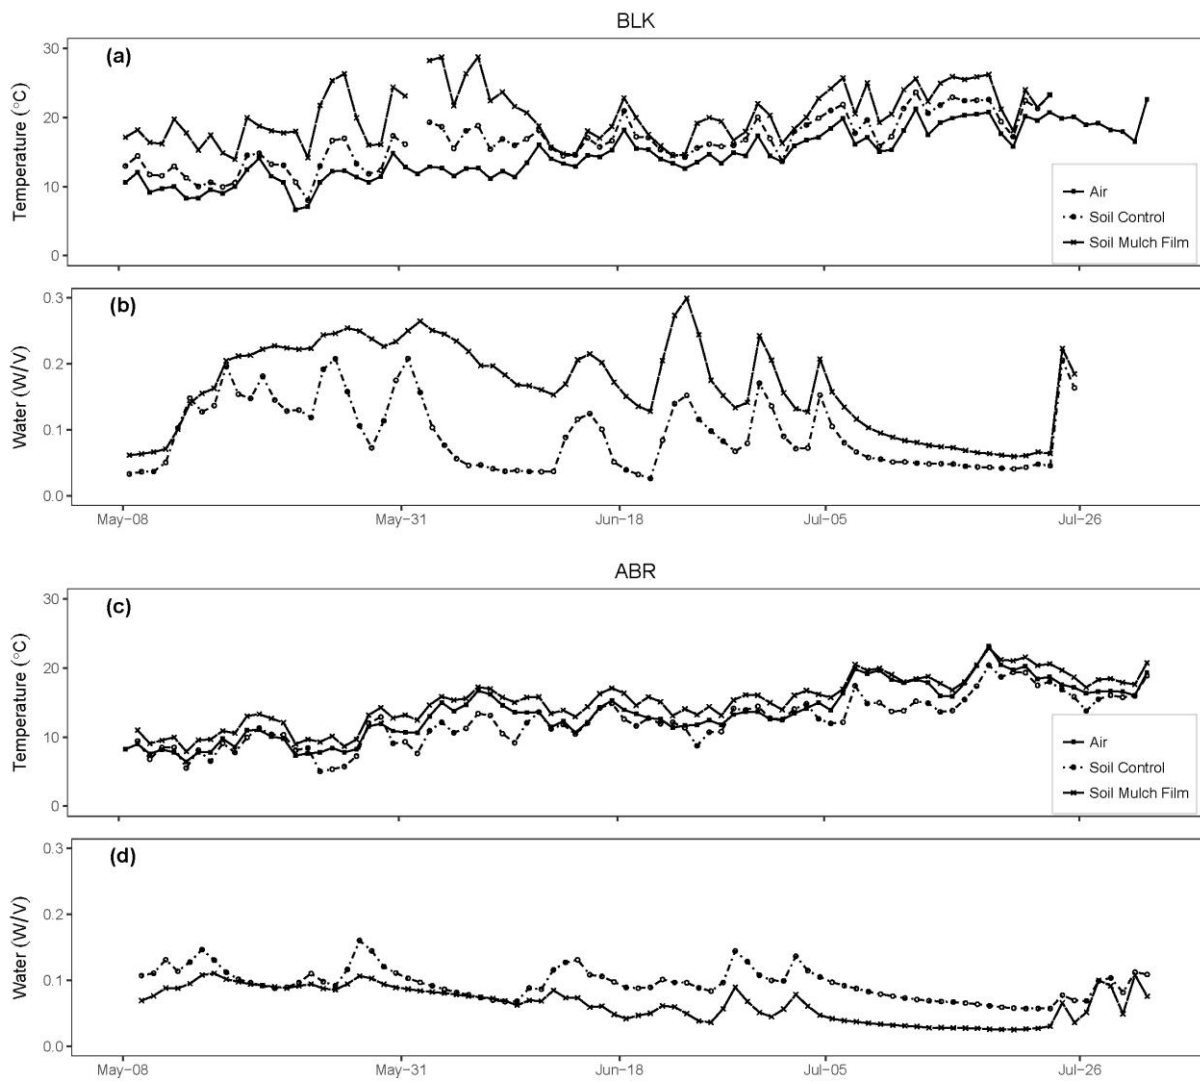 BLK
(a)
Temperature (°C)
30
20
10
0
Air
Soil Control
Soil Mulch Film
(b)
Water (W/V)
0.3
0.2
0.1
0.0
May-08 May-31 Jun-18 Jul-05 Jul-26
ABR
(c)
Temperature (°C)
30
20
10
0
Air
Soil Control
Soil Mulch Film
(d)
Water (W/V)
0.3
0.2
0.1
0.0
May-08 May-31 Jun-18 Jul-05 Jul-26